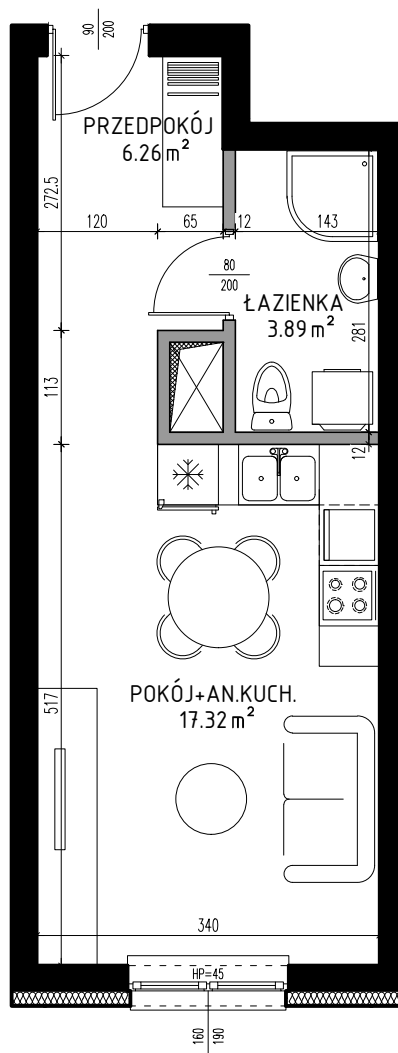 90
200
PRZEDPOKÓJ
6.26 m²
272.5
120
65
12
143
80
200
ŁAZIENKA
3.89 m²
281
113
12
POKÓJ+AN.KUCH.
17.32 m²
517
340
HP=45
160
190